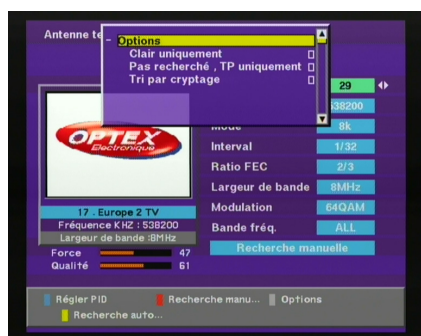 Antenne te
Options
Clair uniquement
Pas recherché , TP uniquement
Tri par cryptage
29
538200
Mode 8k
Interval 1/32
Ratio FEC 2/3
Largeur de bande 8MHz
Modulation 64QAM
Bande fréq. ALL
Recherche manuelle
OPTEX
Electronique
17 . Europe 2 TV
Fréquence KHZ : 538200
Largeur de bande :8MHz
Force 47
Qualité 61
Régler PID Recherche manu... Options
Recherche auto...